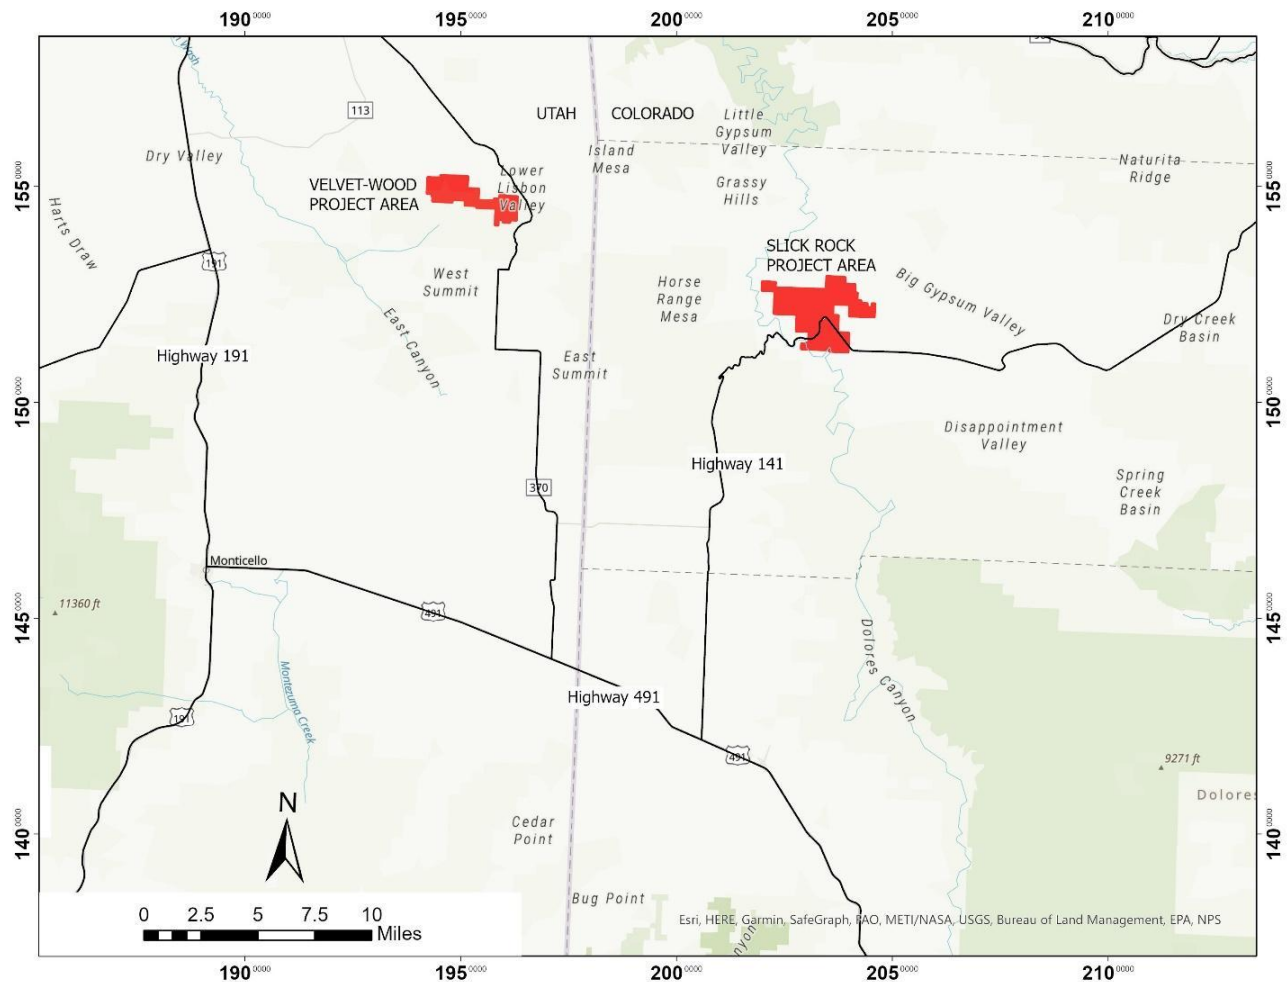 190 0000 195 0000 200 0000 205 0000 210 0000
Wash
113
UTAH COLORADO
Little
Gypsum
Valley
Dry Valley
Island
Mesa
Naturita
Ridge
155 0000
155 0000
VELVET-WOOD
PROJECT AREA
Lower
Lisbon
Valley
Grassy
Hills
Harts Draw
191
SLICK ROCK
PROJECT AREA
West
Summit
Horse
Range
Mesa
Big Gypsum Valley
East Canyon
Dry Creek
Basin
Highway 191
East
Summit
150 0000
150 0000
Disappointment
Valley
Highway 141
370
Spring
Creek
Basin
Monticello
11360 ft
491
145 0000
145 0000
Dolores Canyon
Montezuma Creek
Highway 491
191
491
9271 ft
Dolores
N
Cedar
Point
140 0000
140 0000
Bug Point
0 2.5 5 7.5 10
Miles
Esri, HERE, Garmin, SafeGraph, FAO, METI/NASA, USGS, Bureau of Land Management, EPA, NPS
nyon
190 0000 195 0000 200 0000 205 0000 210 0000